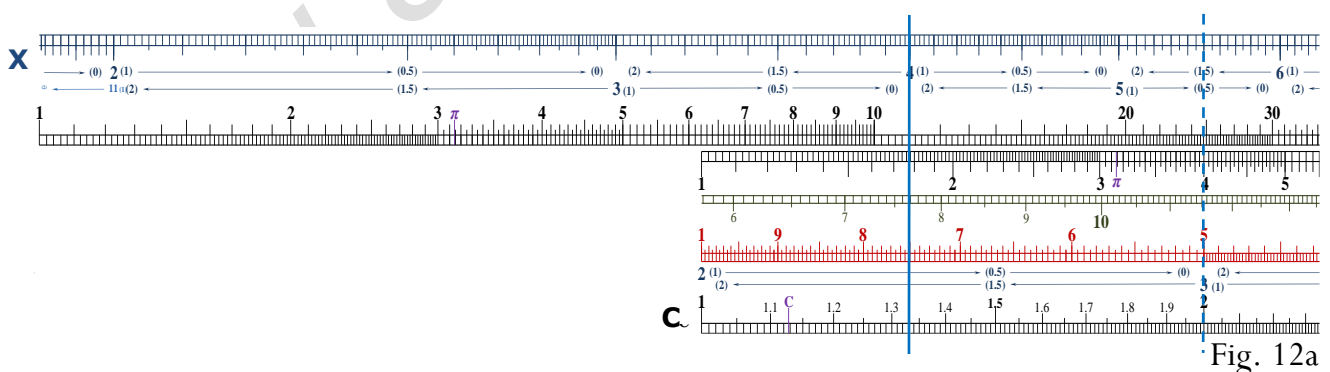 X (0) 2 (1) (0.5) (0) (2) (1.5) 4 (1) (0.5) (0) (2) (1.5) 6 (1)
(2) (1.5) 3 (1) (0.5) (0) (2) (1.5) 5 (1) (0.5) (0) (2)
1 2 3 π 4 5 6 7 8 9 10 20 30
1 2 3 π 4 5
6 7 8 9 10
1 9 8 7 6 5
2 (1) (0.5) (0) (2)
(2) (1.5) 3 (1)
C 1 1.1 C 1.2 1.3 1.4 1.5 1.6 1.7 1.8 1.9 2
Fig. 12a